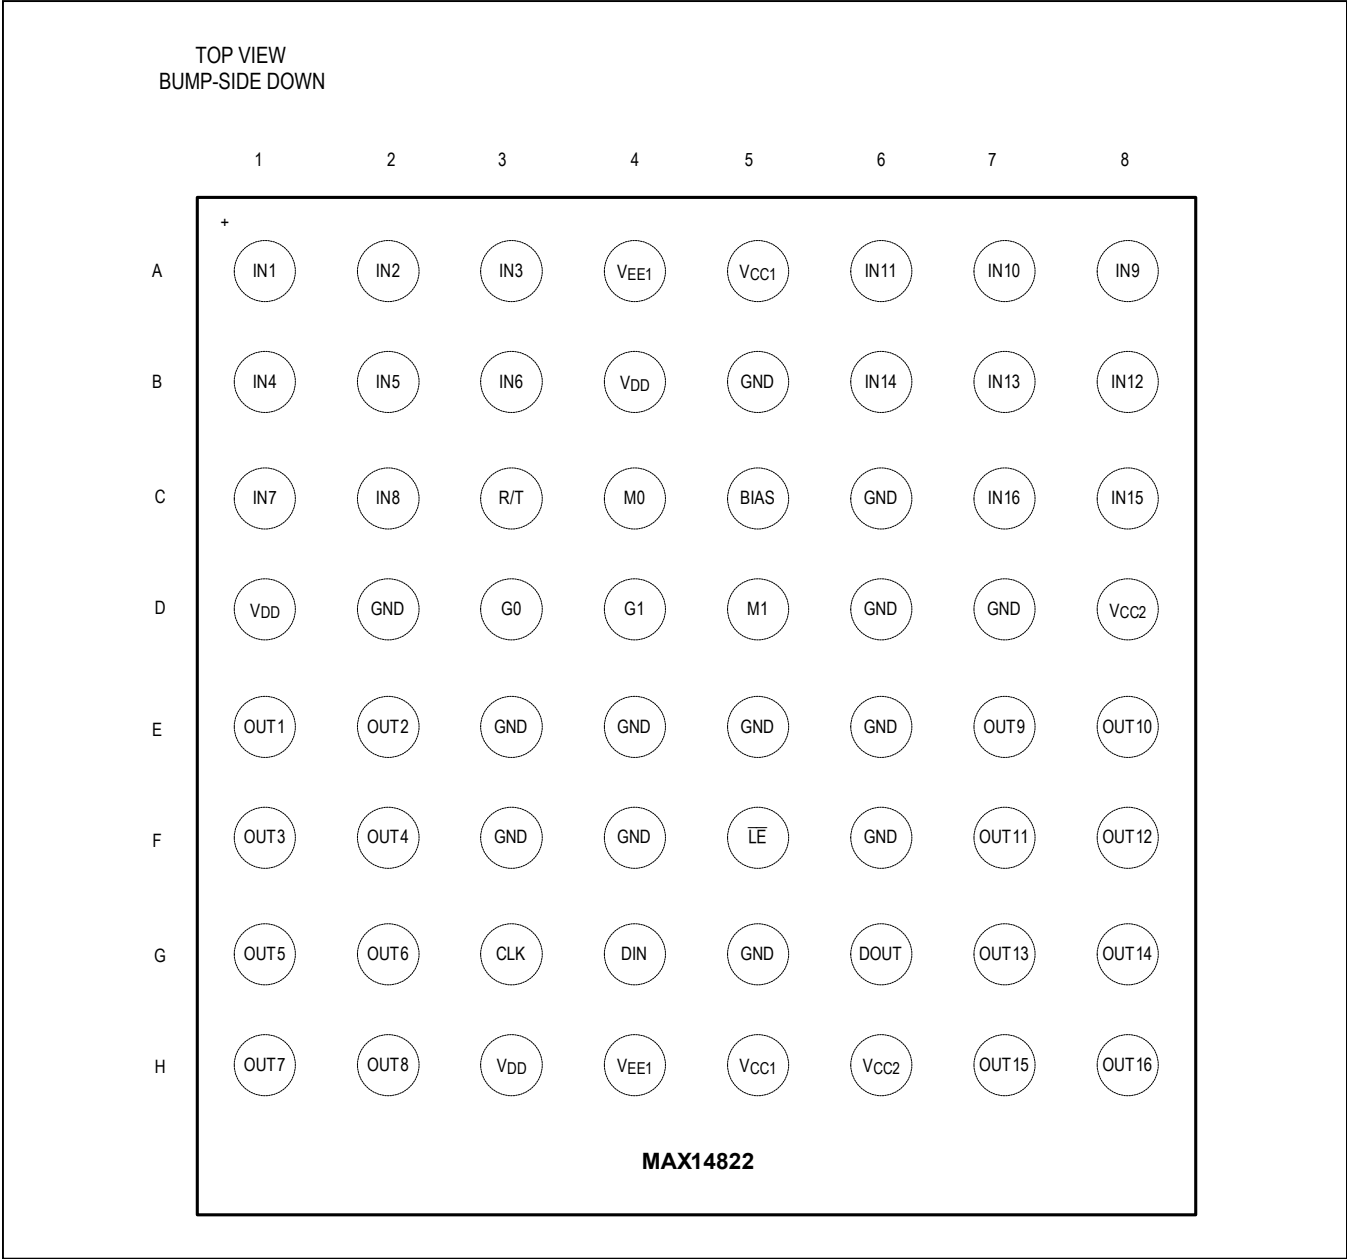 TOP VIEW
BUMP-SIDE DOWN
1 2 3 4 5 6 7 8
+
A IN1 IN2 IN3 VEE1 VCC1 IN11 IN10 IN9
B IN4 IN5 IN6 VDD GND IN14 IN13 IN12
C IN7 IN8 R/T M0 BIAS GND IN16 IN15
D VDD GND G0 G1 M1 GND GND VCC2
E OUT1 OUT2 GND GND GND GND OUT9 OUT10
F OUT3 OUT4 GND GND L̅E̅ GND OUT11 OUT12
G OUT5 OUT6 CLK DIN GND DOUT OUT13 OUT14
H OUT7 OUT8 VDD VEE1 VCC1 VCC2 OUT15 OUT16
MAX14822